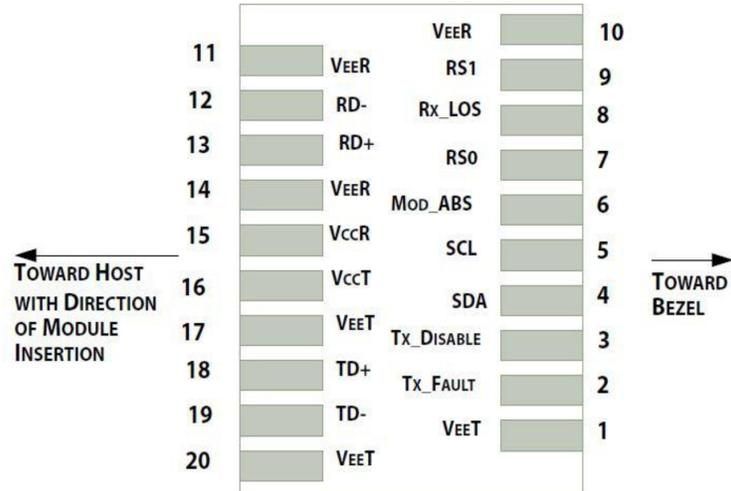 11 VEER
12 RD-
13 RD+
14 VEER
15 VCCR
16 VCCT
17 VEET
18 TD+
19 TD-
20 VEET
VEER 10
RS1 9
RX_LOS 8
RS0 7
MOD_ABS 6
SCL 5
SDA 4
TX_DISABLE 3
TX_FAULT 2
VEET 1
TOWARD HOST
WITH DIRECTION
OF MODULE
INSERTION
TOWARD
BEZEL